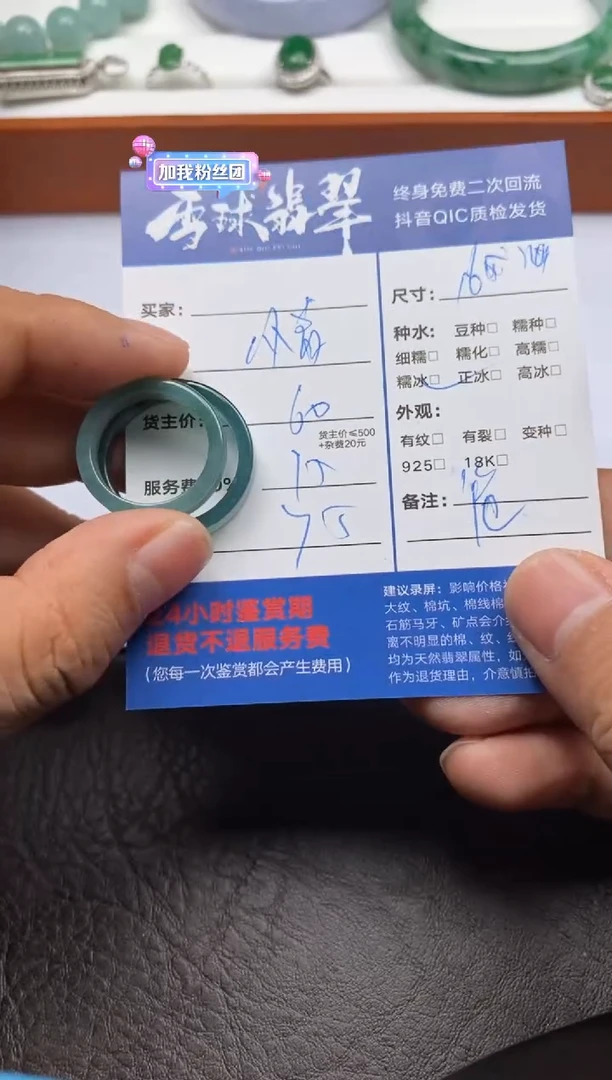 加我粉丝团
终身免费二次回流
抖音QIC质检发货
买家：
货主价：
60
货主价≤500
+杂费20元
服务费
15
75
尺寸：
种水： 豆种□ 糯种□
细糯□ 糯化□ 高糯□
糯冰□ 正冰□ 高冰□
外观：
有纹□ 有裂□ 变种□
925□ 18K□
备注：
24小时鉴赏期
退货不退服务费
（您每一次鉴赏都会产生费用）
建议录屏：影响价格
大纹、棉坑、棉线
石筋马牙、矿点会介
离不明显的棉、纹、
均为天然翡翠属性，如
作为退货理由，介意慎拍